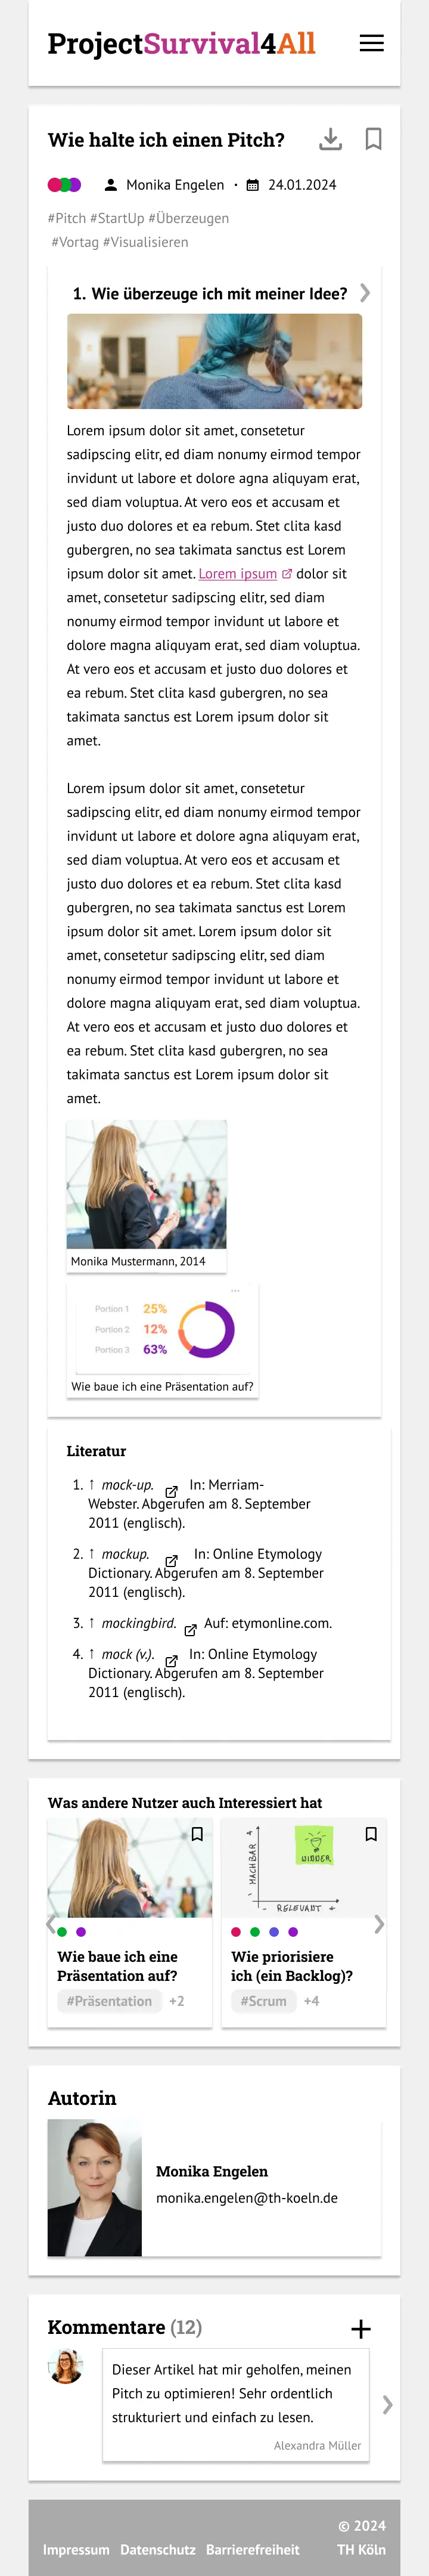 ProjectSurvival4All
Wie halte ich einen Pitch?
Monika Engelen · 24.01.2024
#Pitch #StartUp #Überzeugen
#Vortag #Visualisieren
1. Wie überzeuge ich mit meiner Idee?
Lorem ipsum dolor sit amet, consetetur
sadipscing elitr, ed diam nonumy eirmod tempor
invidunt ut labore et dolore agna aliquyam erat,
sed diam voluptua. At vero eos et accusam et
justo duo dolores et ea rebum. Stet clita kasd
gubergren, no sea takimata sanctus est Lorem
ipsum dolor sit amet. Lorem ipsum dolor sit
amet, consetetur sadipscing elitr, sed diam
nonumy eirmod tempor invidunt ut labore et
dolore magna aliquyam erat, sed diam voluptua.
At vero eos et accusam et justo duo dolores et
ea rebum. Stet clita kasd gubergren, no sea
takimata sanctus est Lorem ipsum dolor sit
amet.
Lorem ipsum dolor sit amet, consetetur
sadipscing elitr, ed diam nonumy eirmod tempor
invidunt ut labore et dolore agna aliquyam erat,
sed diam voluptua. At vero eos et accusam et
justo duo dolores et ea rebum. Stet clita kasd
gubergren, no sea takimata sanctus est Lorem
ipsum dolor sit amet. Lorem ipsum dolor sit
amet, consetetur sadipscing elitr, sed diam
nonumy eirmod tempor invidunt ut labore et
dolore magna aliquyam erat, sed diam voluptua.
At vero eos et accusam et justo duo dolores et
ea rebum. Stet clita kasd gubergren, no sea
takimata sanctus est Lorem ipsum dolor sit
amet.
Monika Mustermann, 2014
Portion 1 25%
Portion 2 12%
Portion 3 63%
Wie baue ich eine Präsentation auf?
Literatur
1. ↑ mock-up. In: Merriam-
Webster. Abgerufen am 8. September
2011 (englisch).
2. ↑ mockup. In: Online Etymology
Dictionary. Abgerufen am 8. September
2011 (englisch).
3. ↑ mockingbird. Auf: etymonline.com.
4. ↑ mock (v.). In: Online Etymology
Dictionary. Abgerufen am 8. September
2011 (englisch).
Was andere Nutzer auch Interessiert hat
Wie baue ich eine
Präsentation auf?
#Präsentation +2
MACHBAR
WINNER
RELEVANT
Wie priorisiere
ich (ein Backlog)?
#Scrum +4
Autorin
Monika Engelen
monika.engelen@th-koeln.de
Kommentare (12)
Dieser Artikel hat mir geholfen, meinen
Pitch zu optimieren! Sehr ordentlich
strukturiert und einfach zu lesen.
Alexandra Müller
© 2024
Impressum Datenschutz Barrierefreiheit TH Köln